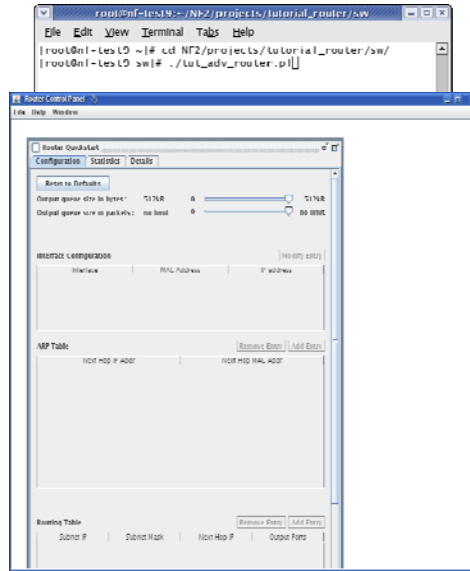 root@nf-test9:~/NF2/projects/tutorial_router/sw
File Edit View Terminal Tabs Help
[root@nf-test9 ~]# cd NF2/projects/tutorial_router/sw/
[root@nf-test9 sw]# ./tut_adv_router.pl
Router Control Panel
File Help Window
Router Quickstart
Configuration Statistics Details
Reset to Defaults
Output queue size in bytes: 512kB 0 512kB
Output queue size in packets: no limit 0 no limit
Interface Configuration Modify Entry
Interface MAC Address IP address
ARP Table Remove Entry Add Entry
Next Hop IP Addr Next Hop MAC Addr
Routing Table Remove Entry Add Entry
Subnet IP Subnet Mask Next Hop IP Output Ports